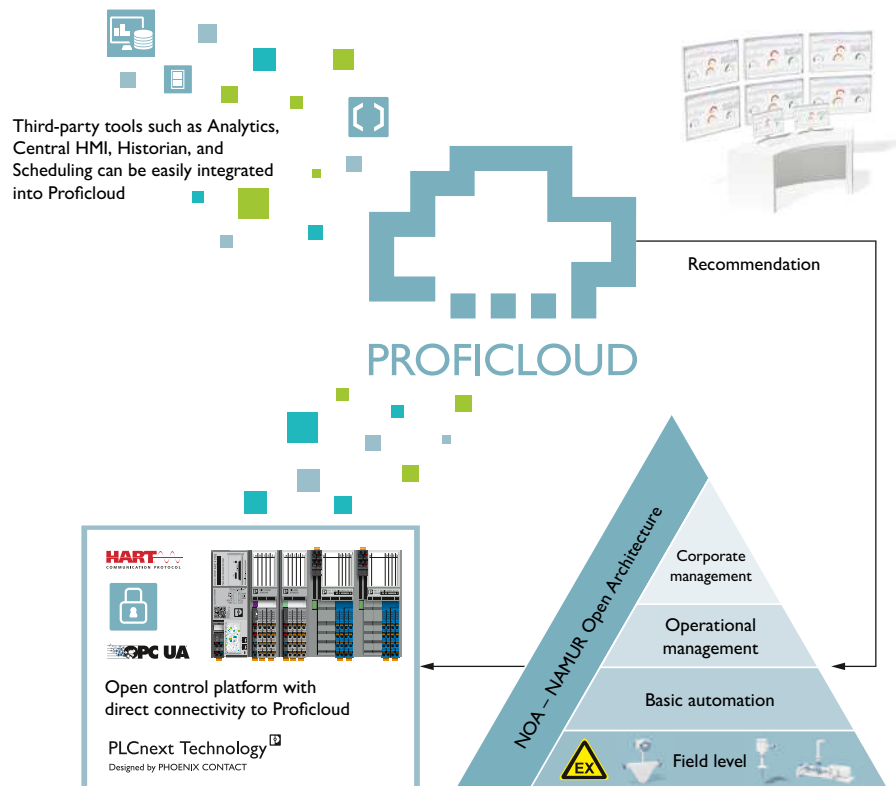 Third-party tools such as Analytics,
Central HMI, Historian, and
Scheduling can be easily integrated
into Proficloud
Recommendation
PROFICLOUD
NOA – NAMUR Open Architecture
Corporate
management
Operational
management
Basic automation
EX
Field level
HART
COMMUNICATION PROTOCOL
OPC UA
Open control platform with
direct connectivity to Proficloud
PLCnext Technology
Designed by PHOENIX CONTACT